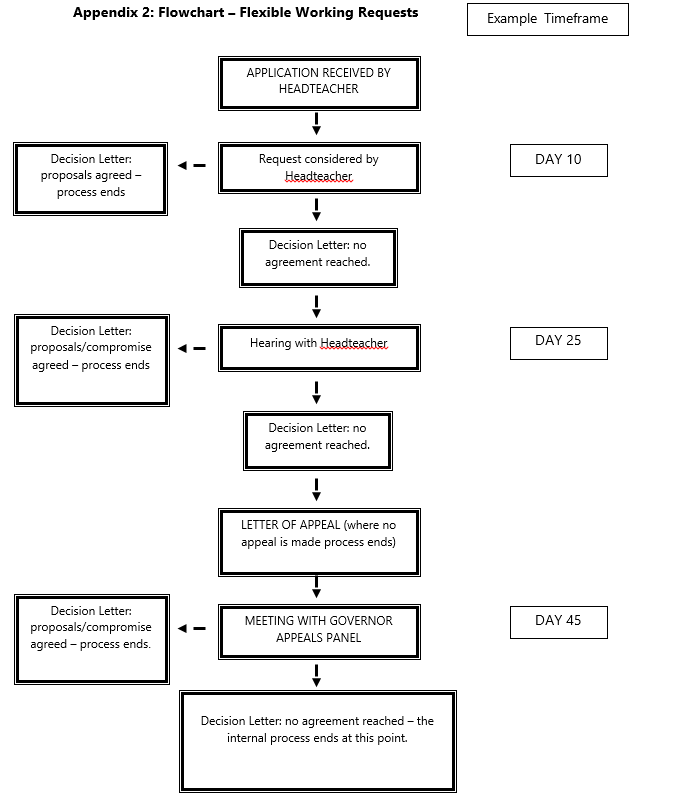 Appendix 2: Flowchart – Flexible Working Requests
Example  Timeframe
APPLICATION RECEIVED BY
HEADTEACHER
Decision Letter:
proposals agreed –
process ends
Request considered by
Headteacher
DAY 10
Decision Letter: no
agreement reached.
Decision Letter:
proposals/compromise
agreed – process ends
Hearing with Headteacher
DAY 25
Decision Letter: no
agreement reached.
LETTER OF APPEAL (where no
appeal is made process ends)
Decision Letter:
proposals/compromise
agreed – process ends.
MEETING WITH GOVERNOR
APPEALS PANEL
DAY 45
Decision Letter: no agreement reached – the
internal process ends at this point.